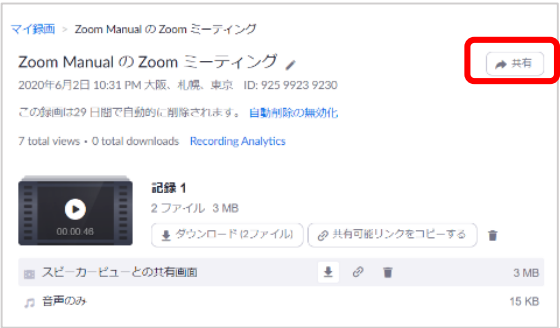 マイ録画 > Zoom Manual の Zoom ミーティング
Zoom Manual の Zoom ミーティング
共有
2020年6月2日 10:31 PM 大阪、札幌、東京 ID: 925 9923 9230
この録画は29 日間で自動的に削除されます。 自動削除の無効化
7 total views • 0 total downloads Recording Analytics
記録 1
2 ファイル 3 MB
00:00:46
ダウンロード (2ファイル) 共有可能リンクをコピーする
スピーカービューとの共有画面 3 MB
音声のみ 15 KB